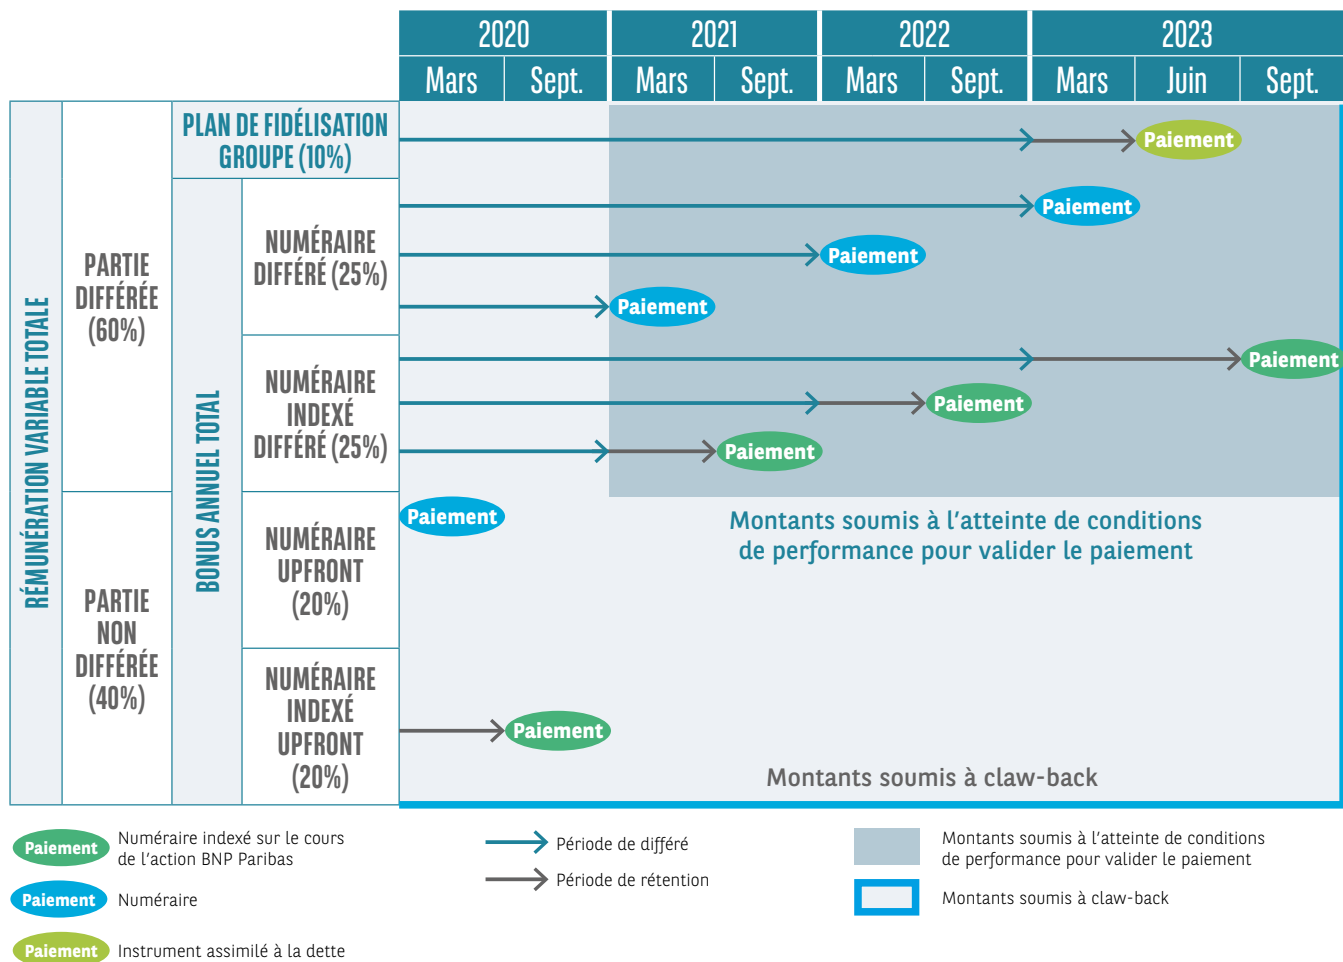 2020
2021
2022
2023
Mars
Sept.
Mars
Sept.
Mars
Sept.
Mars
Juin
Sept.
RÉMUNÉRATION VARIABLE TOTALE
PARTIE
DIFFÉRÉE
(60%)
PLAN DE FIDÉLISATION
GROUPE (10%)
Paiement
BONUS ANNUEL TOTAL
NUMÉRAIRE
DIFFÉRÉ (25%)
Paiement
Paiement
Paiement
NUMÉRAIRE
INDEXÉ
DIFFÉRÉ (25%)
Paiement
Paiement
Paiement
PARTIE
NON
DIFFÉRÉE
(40%)
NUMÉRAIRE
UPFRONT
(20%)
Paiement
Montants soumis à l'atteinte de conditions
de performance pour valider le paiement
NUMÉRAIRE
INDEXÉ
UPFRONT
(20%)
Paiement
Montants soumis à claw-back
Paiement
Numéraire indexé sur le cours
de l'action BNP Paribas
Paiement
Numéraire
Paiement
Instrument assimilé à la dette
Période de différé
Période de rétention
Montants soumis à l'atteinte de conditions
de performance pour valider le paiement
Montants soumis à claw-back